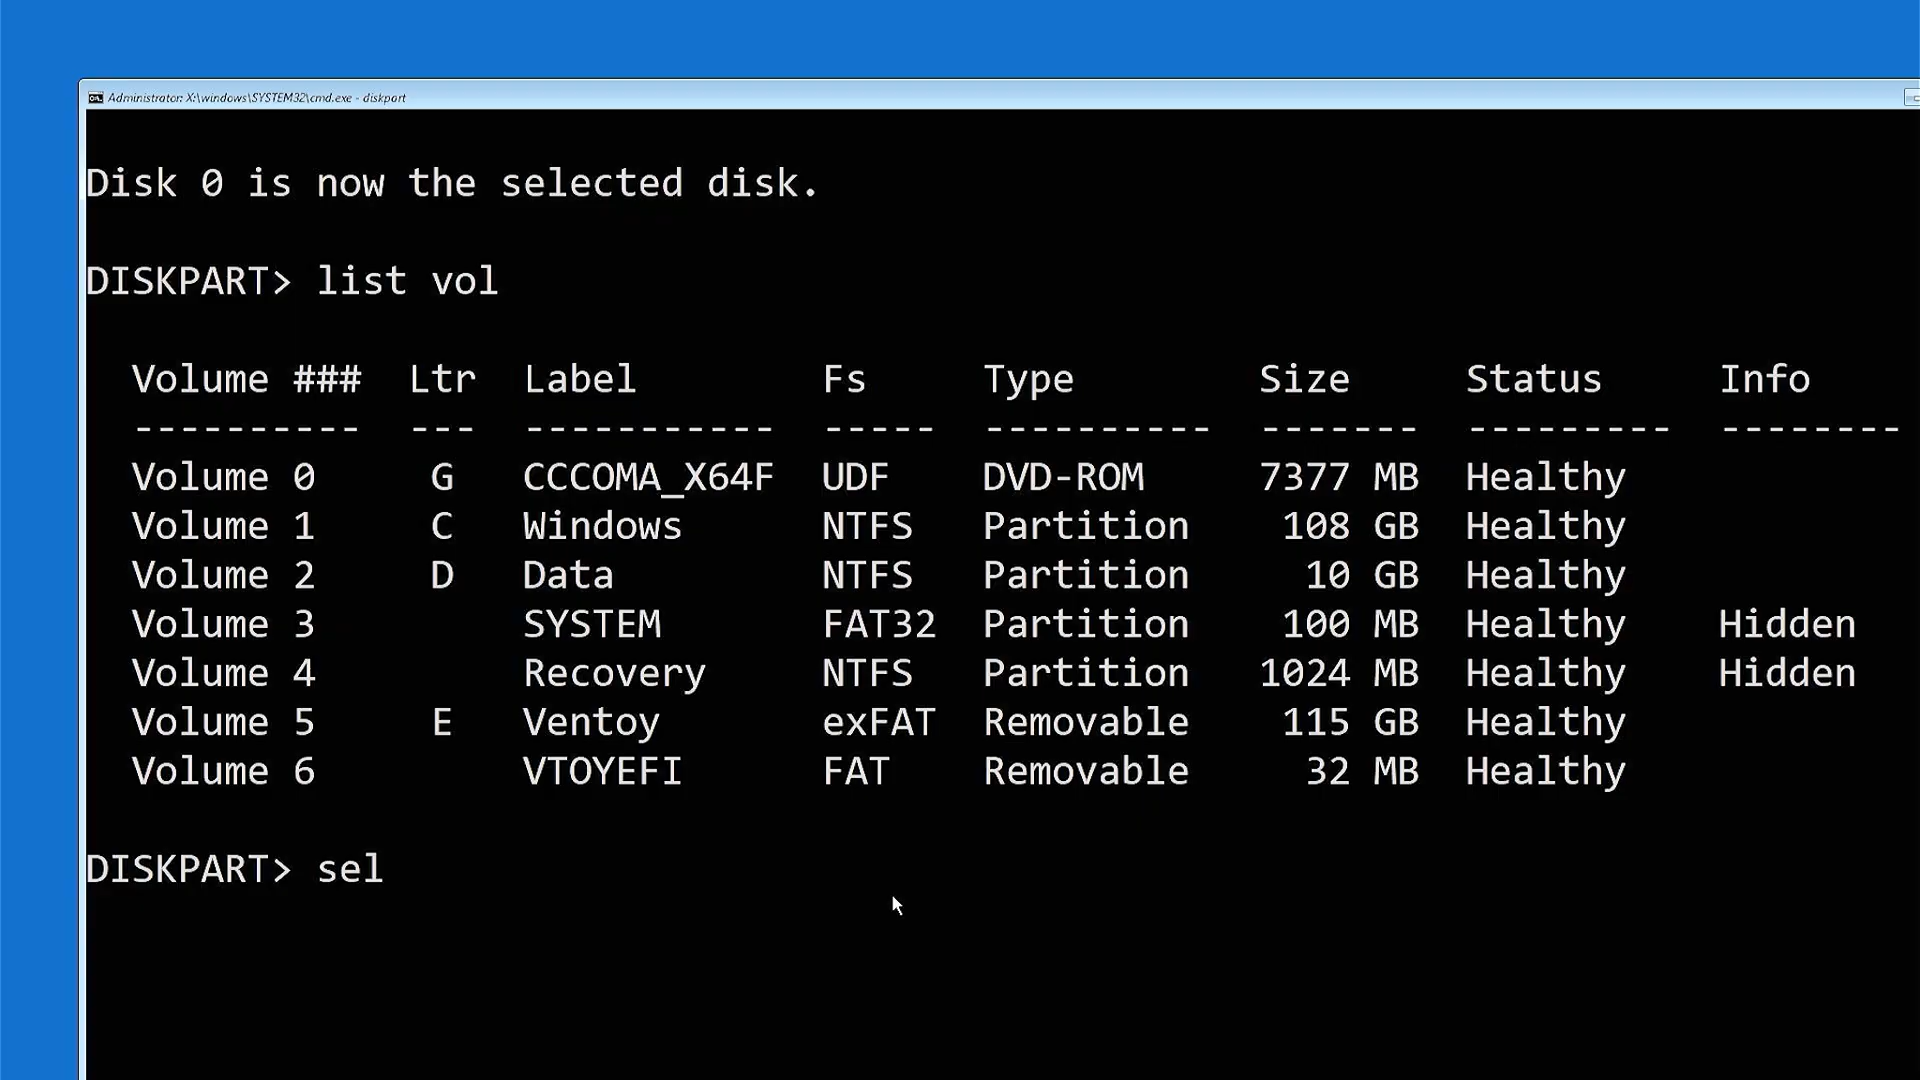 Administrator: X:\windows\SYSTEM32\cmd.exe - diskpart
Disk 0 is now the selected disk.
DISKPART> list vol
Volume ###  Ltr  Label        Fs     Type        Size     Status     Info
----------  ---  -----------  -----  ----------  -------  ---------  --------
Volume 0     G   CCCOMA_X64F  UDF    DVD-ROM     7377 MB  Healthy
Volume 1     C   Windows      NTFS   Partition    108 GB  Healthy
Volume 2     D   Data         NTFS   Partition     10 GB  Healthy
Volume 3         SYSTEM       FAT32  Partition    100 MB  Healthy    Hidden
Volume 4         Recovery     NTFS   Partition   1024 MB  Healthy    Hidden
Volume 5     E   Ventoy       exFAT  Removable    115 GB  Healthy
Volume 6         VTOYEFI      FAT    Removable     32 MB  Healthy
DISKPART> sel